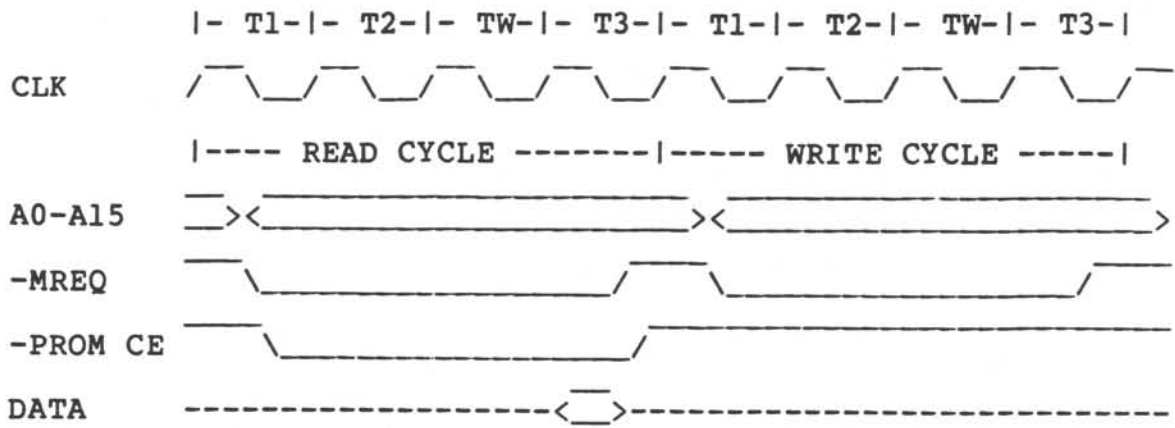 |- T1-|- T2-|- TW-|- T3-|- T1-|- T2-|- TW-|- T3-|
CLK
|---- READ CYCLE -------|----- WRITE CYCLE -----|
A0-A15
-MREQ
-PROM CE
DATA